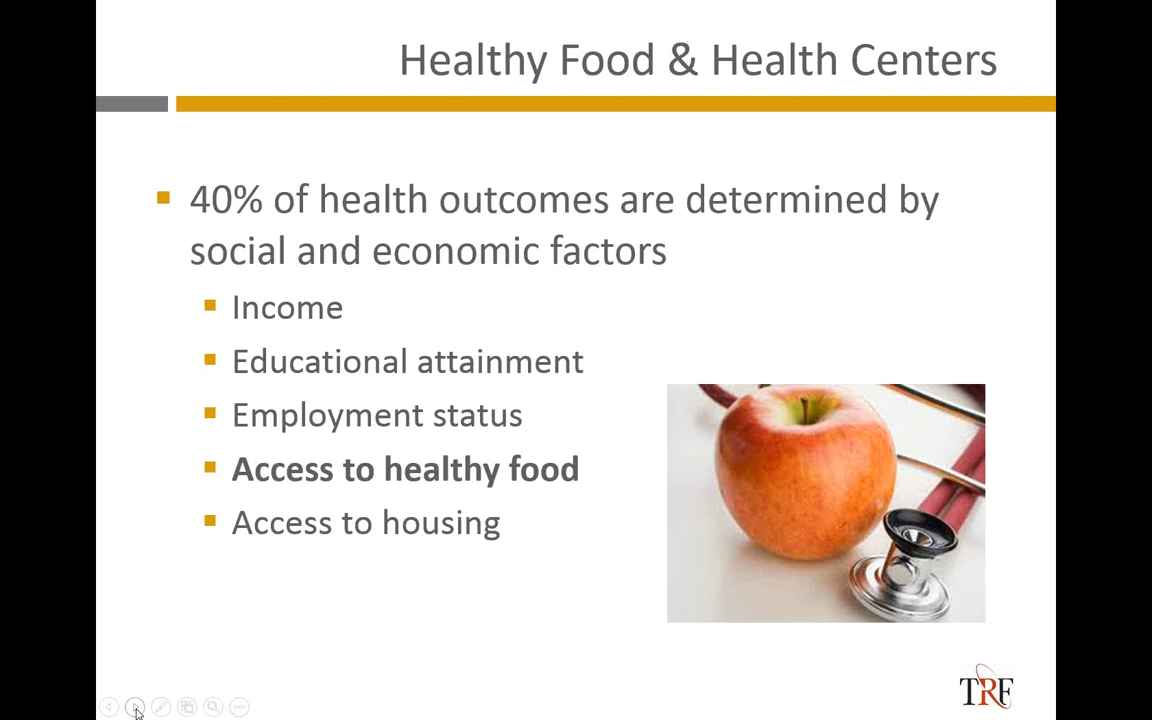 Healthy Food & Health Centers
40% of health outcomes are determined by
social and economic factors
Income
Educational attainment
Employment status
Access to healthy food
Access to housing
TRF